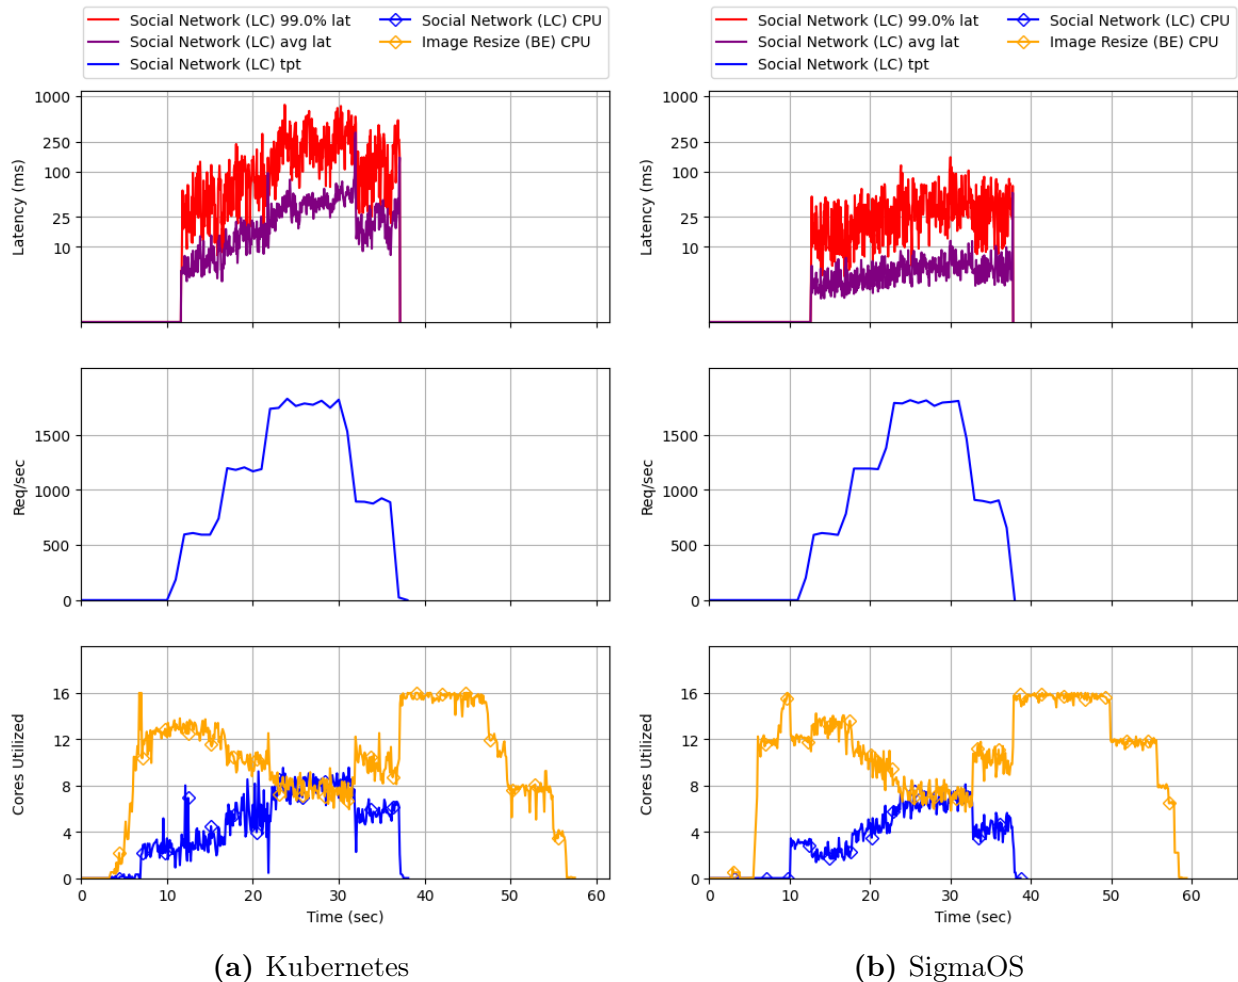 Social Network (LC) 99.0% lat
Social Network (LC) avg lat
Social Network (LC) tpt
Social Network (LC) CPU
Image Resize (BE) CPU
1000
250
100
25
10
Latency (ms)
1500
1000
500
0
Req/sec
16
12
8
4
0
Cores Utilized
0 10 20 30 40 50 60
Time (sec)
(a) Kubernetes
Social Network (LC) 99.0% lat
Social Network (LC) avg lat
Social Network (LC) tpt
Social Network (LC) CPU
Image Resize (BE) CPU
1000
250
100
25
10
Latency (ms)
1500
1000
500
0
Req/sec
16
12
8
4
0
Cores Utilized
0 10 20 30 40 50 60
Time (sec)
(b) SigmaOS